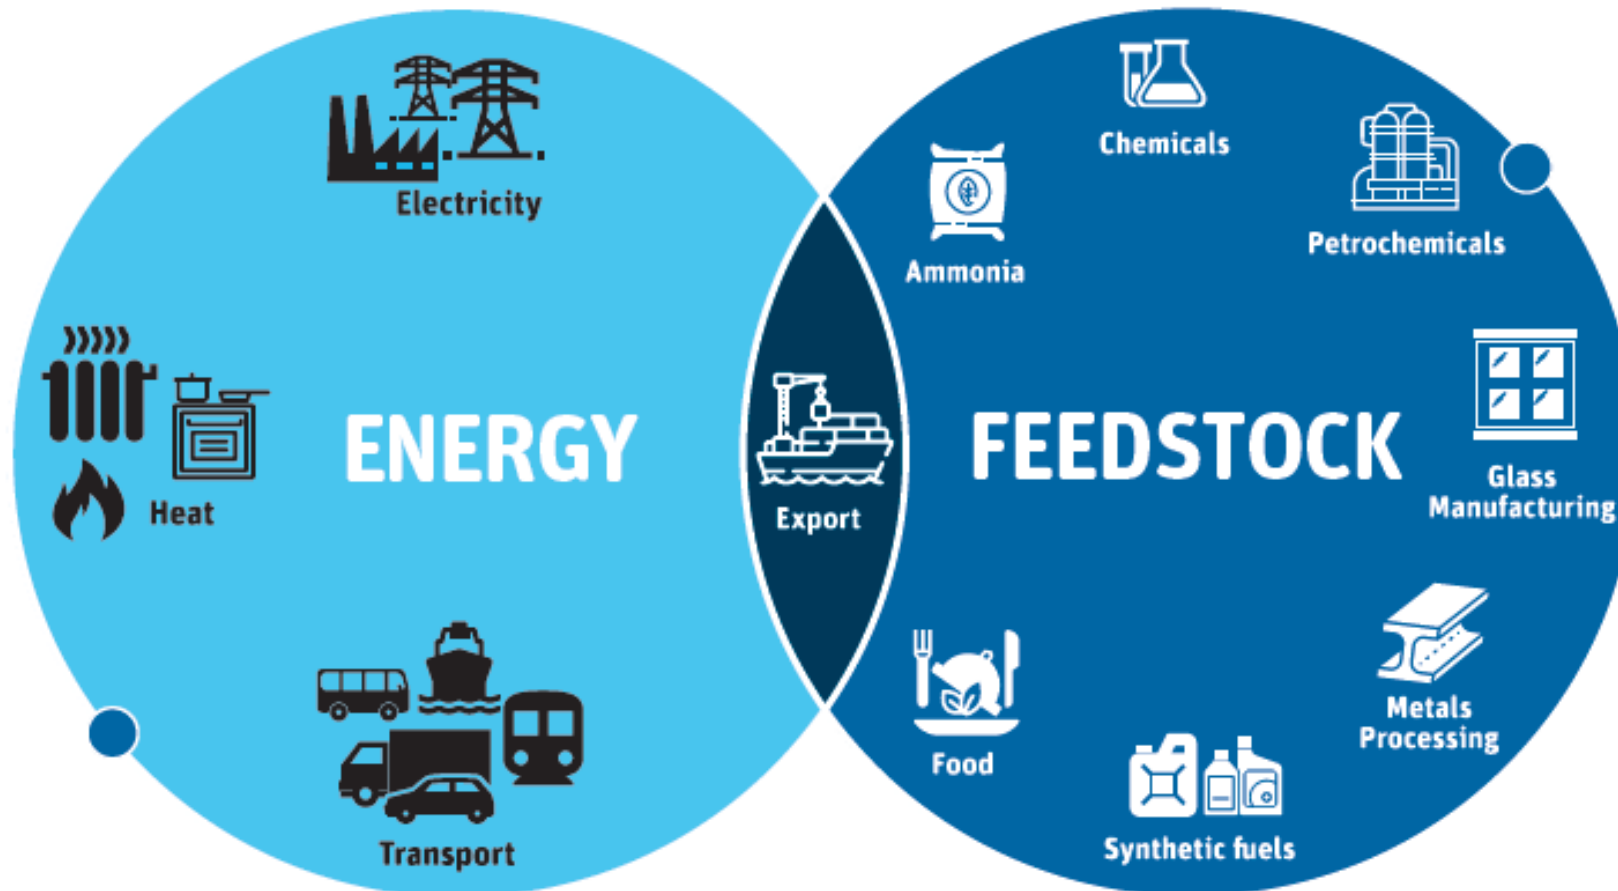 Electricity
Heat
ENERGY
Transport
Export
Chemicals
Petrochemicals
Ammonia
FEEDSTOCK
Glass
Manufacturing
Metals
Processing
Food
Synthetic fuels